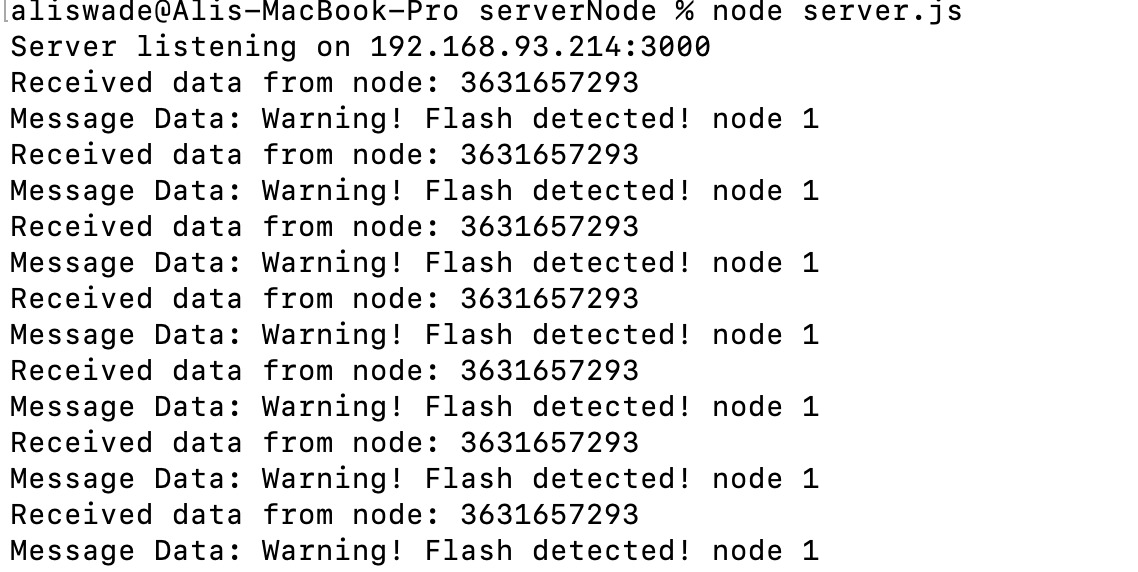 aliswade@Alis-MacBook-Pro serverNode % node server.js
Server listening on 192.168.93.214:3000
Received data from node: 3631657293
Message Data: Warning! Flash detected! node 1
Received data from node: 3631657293
Message Data: Warning! Flash detected! node 1
Received data from node: 3631657293
Message Data: Warning! Flash detected! node 1
Received data from node: 3631657293
Message Data: Warning! Flash detected! node 1
Received data from node: 3631657293
Message Data: Warning! Flash detected! node 1
Received data from node: 3631657293
Message Data: Warning! Flash detected! node 1
Received data from node: 3631657293
Message Data: Warning! Flash detected! node 1